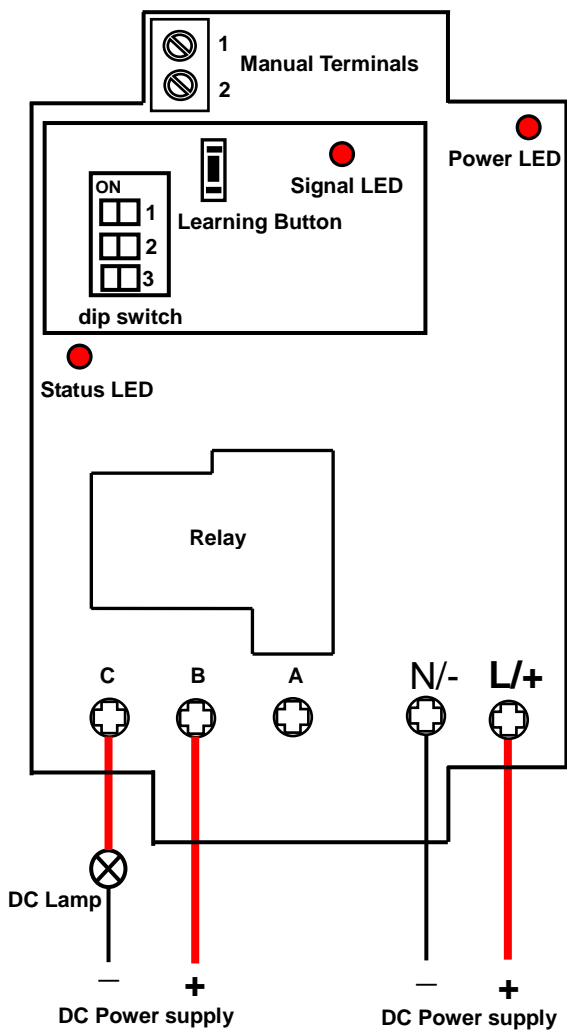 1
Manual Terminals
2
Power LED
Signal LED
ON
1
Learning Button
2
3
dip switch
Status LED
Relay
C B A N/- L/+
DC Lamp
— + — +
DC Power supply DC Power supply